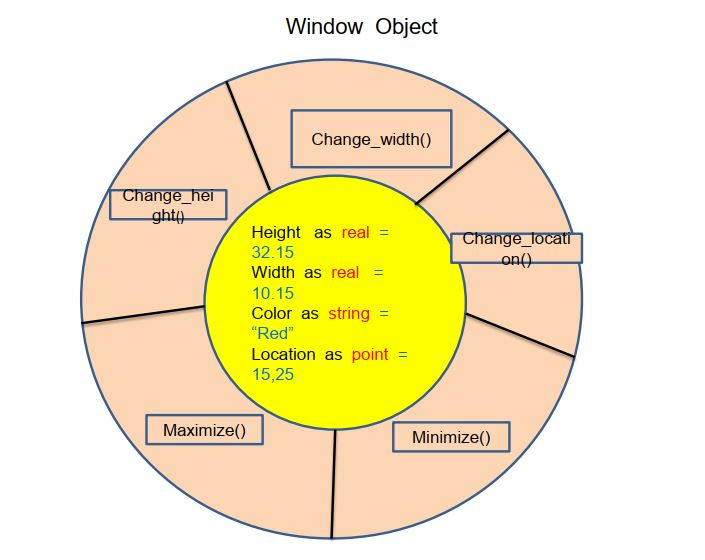 Window Object
Change_width()
Change_hei
ght()
Change_locati
on()
Height as real =
32.15
Width as real =
10.15
Color as string =
“Red”
Location as point =
15,25
Maximize()
Minimize()